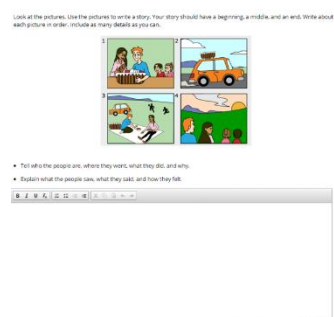 Look at the pictures. Use the pictures to write a story. Your story should have a beginning, a middle, and an end. Write about
each picture in order. Include as many details as you can.
1 2
3 4
Tell who the people are, where they went, what they did, and why.
Explain what the people saw, what they said, and how they felt.
B I U